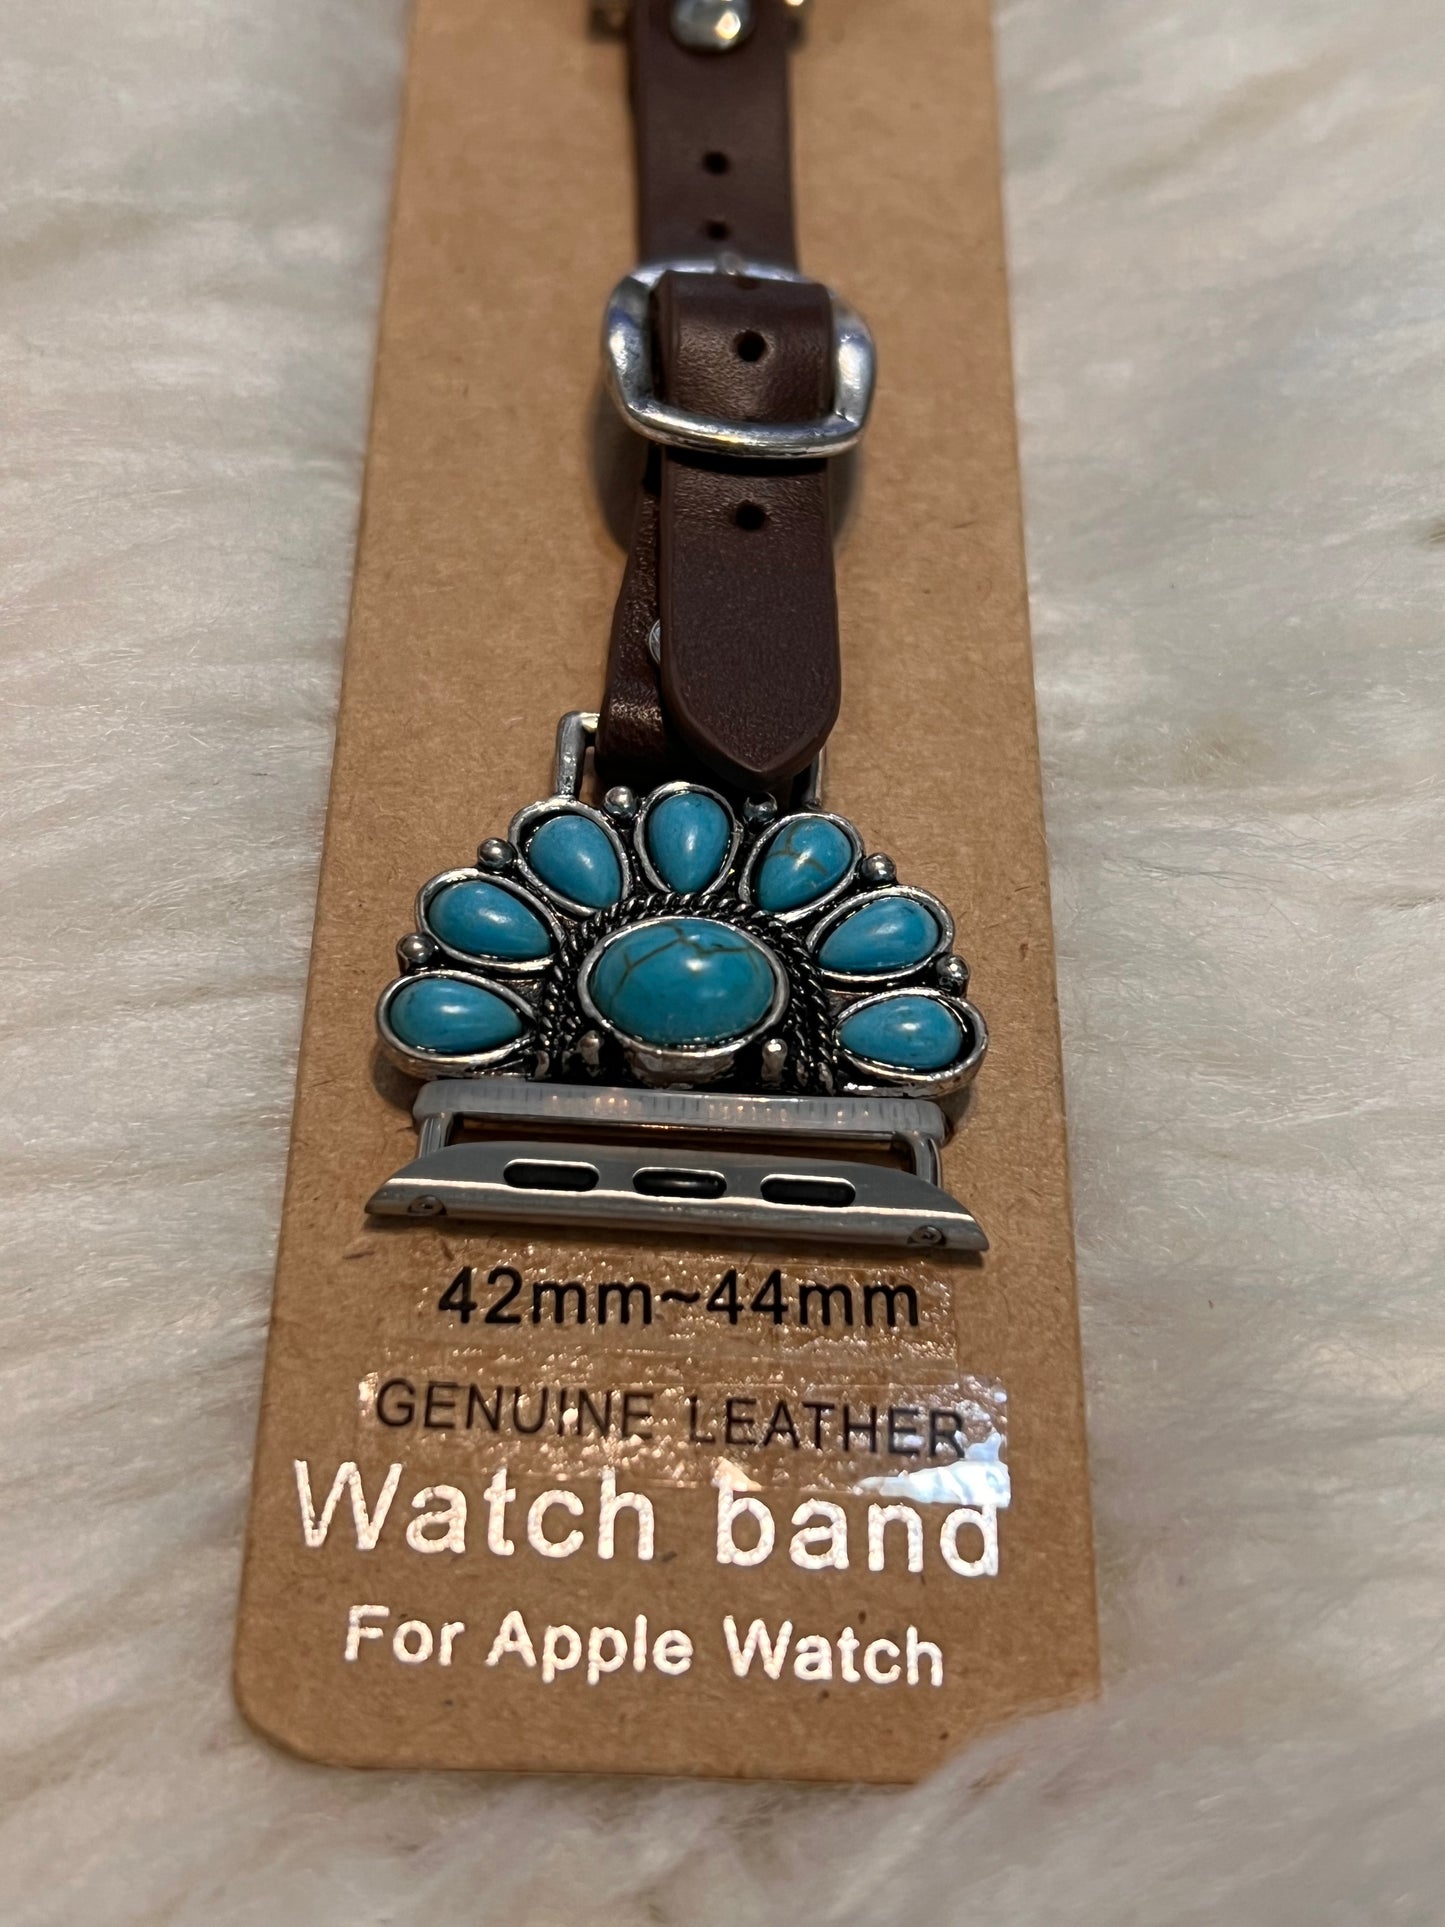 42mm~44mm
GENUINE LEATHER
Watch band
For Apple Watch